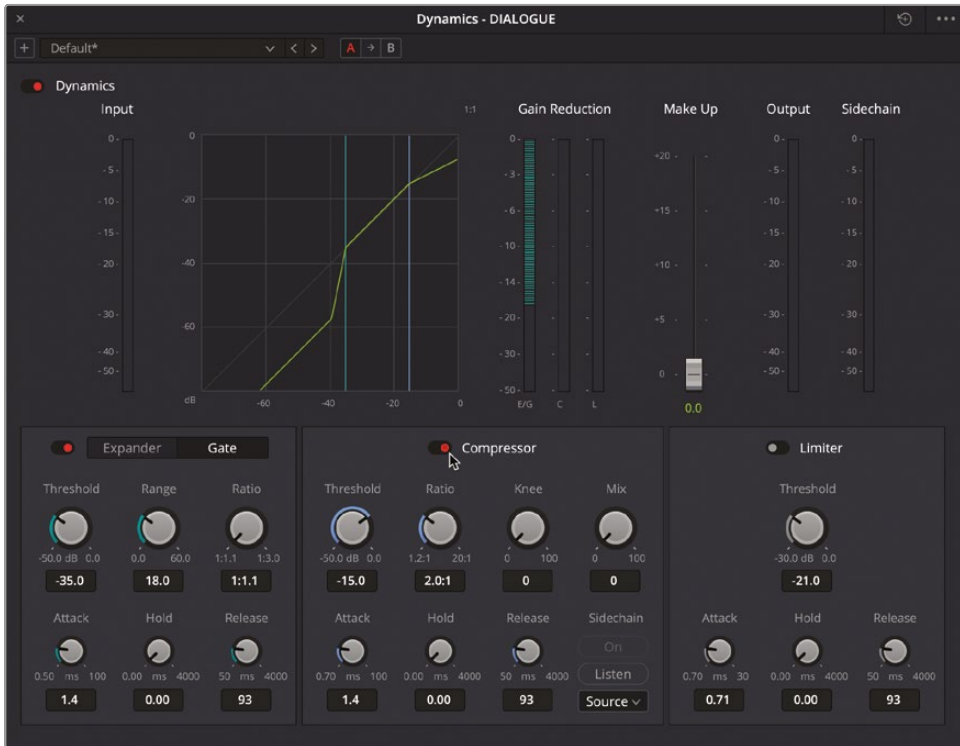 Dynamics - DIALOGUE
Default*
A
B
Dynamics
Input
1:1
Gain Reduction
Make Up
Output
Sidechain
0
-5
-10
-15
-20
-30
-40
-50
0
-20
-40
-60
dB
-60
-40
-20
0
0
-3
-6
-10
-14
-20
-30
-50
E/G
C
L
+20
+15
+10
+5
0
0.0
0
-5
-10
-15
-20
-30
-40
-50
0
-5
-10
-15
-20
-30
-40
-50
Expander
Gate
Threshold
Range
Ratio
-50.0 dB 0.0
0.0 60.0
1:1.1 1:3.0
-35.0
18.0
1:1.1
Attack
Hold
Release
0.50 ms 100
0.00 ms 4000
50 ms 4000
1.4
0.00
93
Compressor
Threshold
Ratio
Knee
Mix
-50.0 dB 0.0
1.2:1 20:1
0 100
0 100
-15.0
2.0:1
0
0
Attack
Hold
Release
Sidechain
0.70 ms 100
0.00 ms 4000
50 ms 4000
On
Listen
1.4
0.00
93
Source
Limiter
Threshold
-30.0 dB 0.0
-21.0
Attack
Hold
Release
0.70 ms 30
0.00 ms 4000
50 ms 4000
0.71
0.00
93